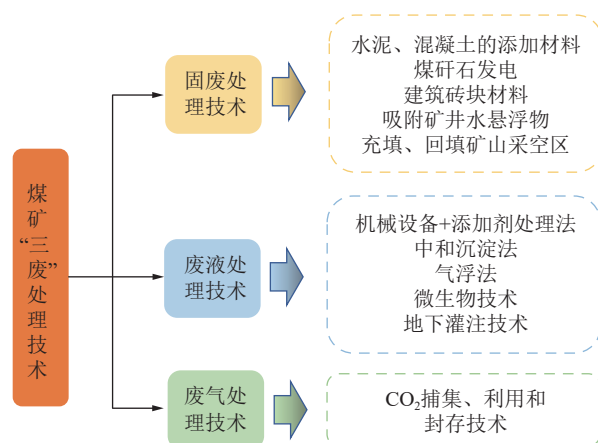 煤矿“三废”处理技术
固废处
理技术
水泥、混凝土的添加材料
煤矸石发电
建筑砖块材料
吸附矿井水悬浮物
充填、回填矿山采空区
废液处
理技术
机械设备+添加剂处理法
中和沉淀法
气浮法
微生物技术
地下灌注技术
废气处
理技术
CO₂捕集、利用和
封存技术